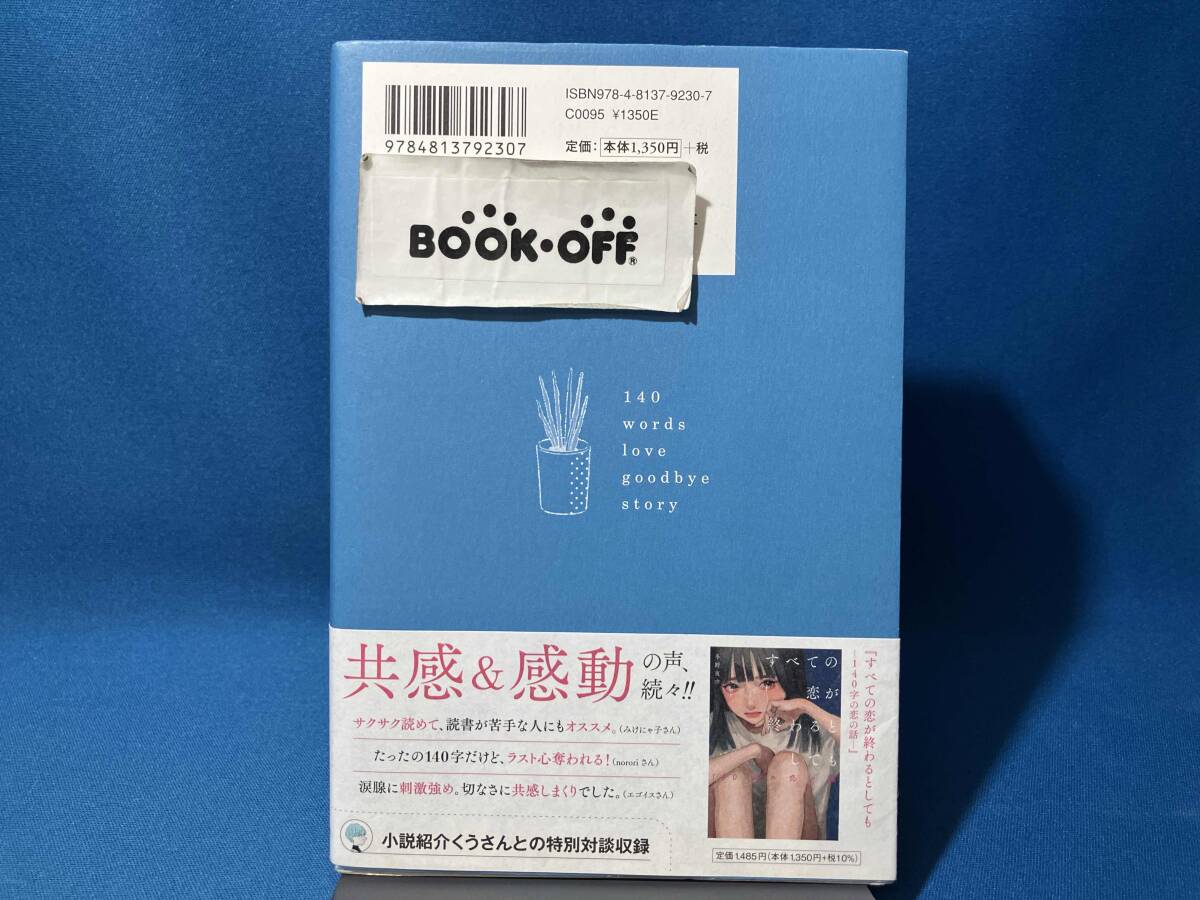 ISBN978-4-8137-9230-7
C0095 ¥1350E
9784813792307
定価：本体1,350円+税
BOOK・OFF®
140
words
love
goodbye
story
共感&感動の声、続々!!
サクサク読めて、読書が苦手な人にもオススメ。(みけにゃ子さん)
たったの140字だけど、ラスト心奪われる!(nororiさん)
涙腺に刺激強め。切なさに共感しまくりでした。(エゴイスさん)
小説紹介くうさんとの特別対談収録
すべての
恋が
終わると
しても
『すべての恋が終わるとしても
―140字の恋の話―』
定価1,485円(本体1,350円+税10%)